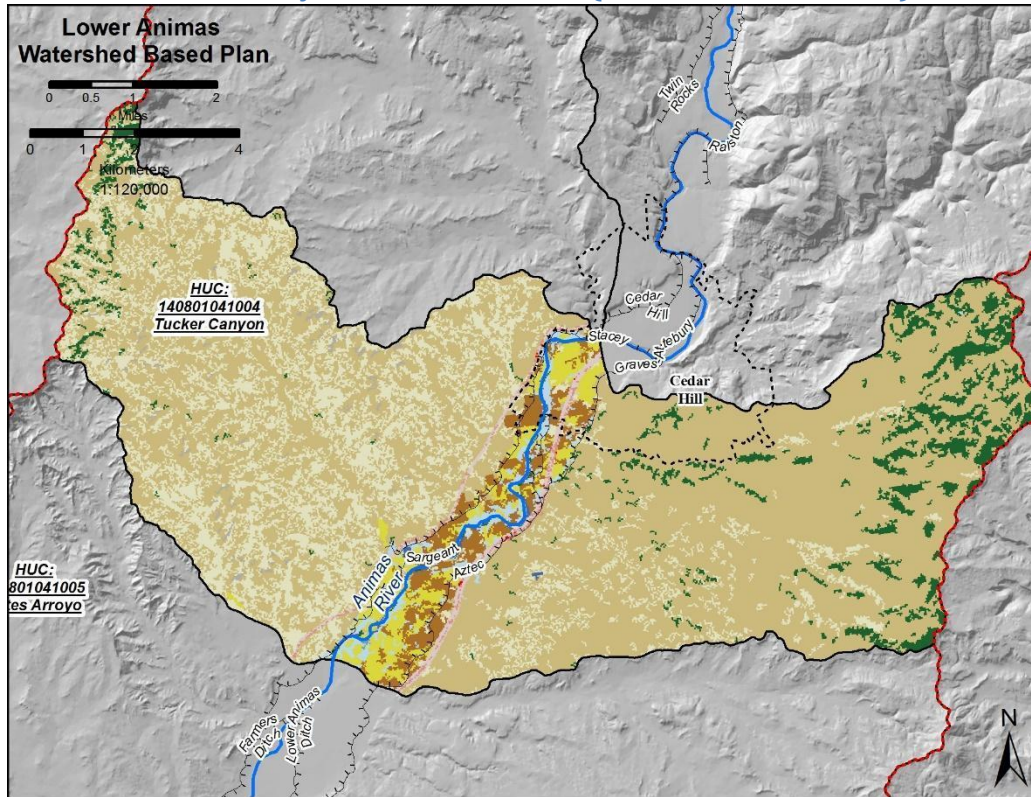 Lower Animas
Watershed Based Plan
0 0.5 1 2
Miles
0 1 2 4
Kilometers
1:120,000
Twin
Rocks
Ralston
HUC:
140801041004
Tucker Canyon
Cedar
Hill
Stacey
Graves-Attebury
Cedar
Hill
HUC:
801041005
tes Arroyo
Animas
River
Sargeant
Aztec
Farmers
Ditch
Lower Animas
Ditch
N